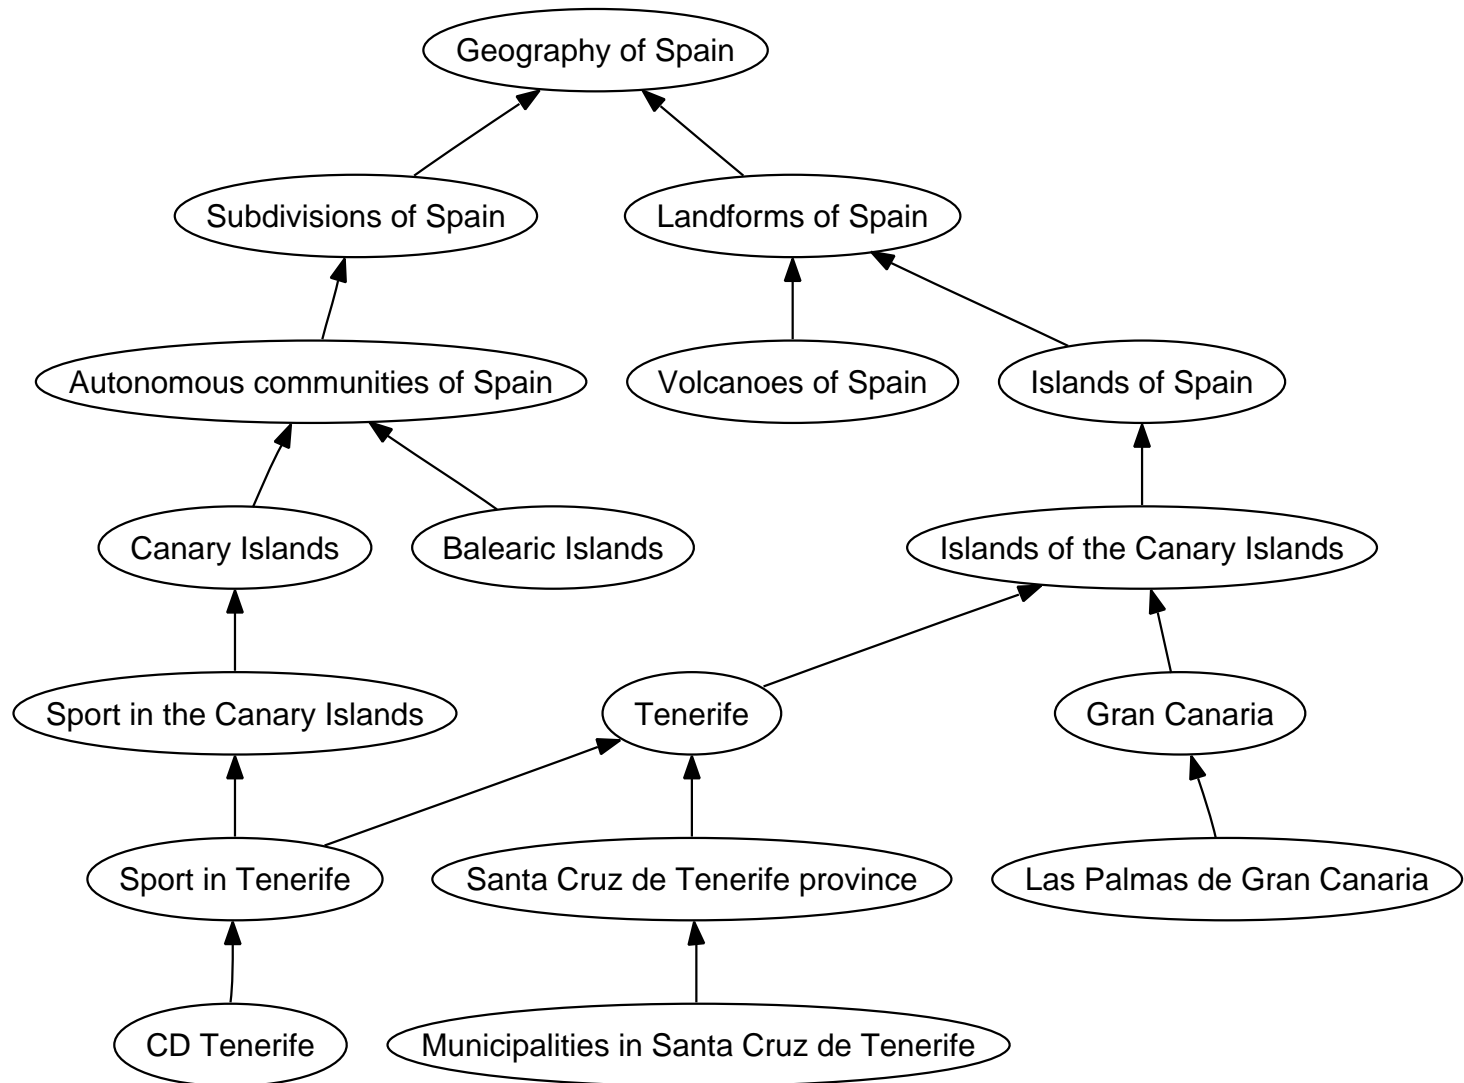 Geography of Spain
Subdivisions of Spain
Landforms of Spain
Autonomous communities of Spain
Volcanoes of Spain
Islands of Spain
Canary Islands
Balearic Islands
Islands of the Canary Islands
Sport in the Canary Islands
Tenerife
Gran Canaria
Sport in Tenerife
Santa Cruz de Tenerife province
Las Palmas de Gran Canaria
CD Tenerife
Municipalities in Santa Cruz de Tenerife